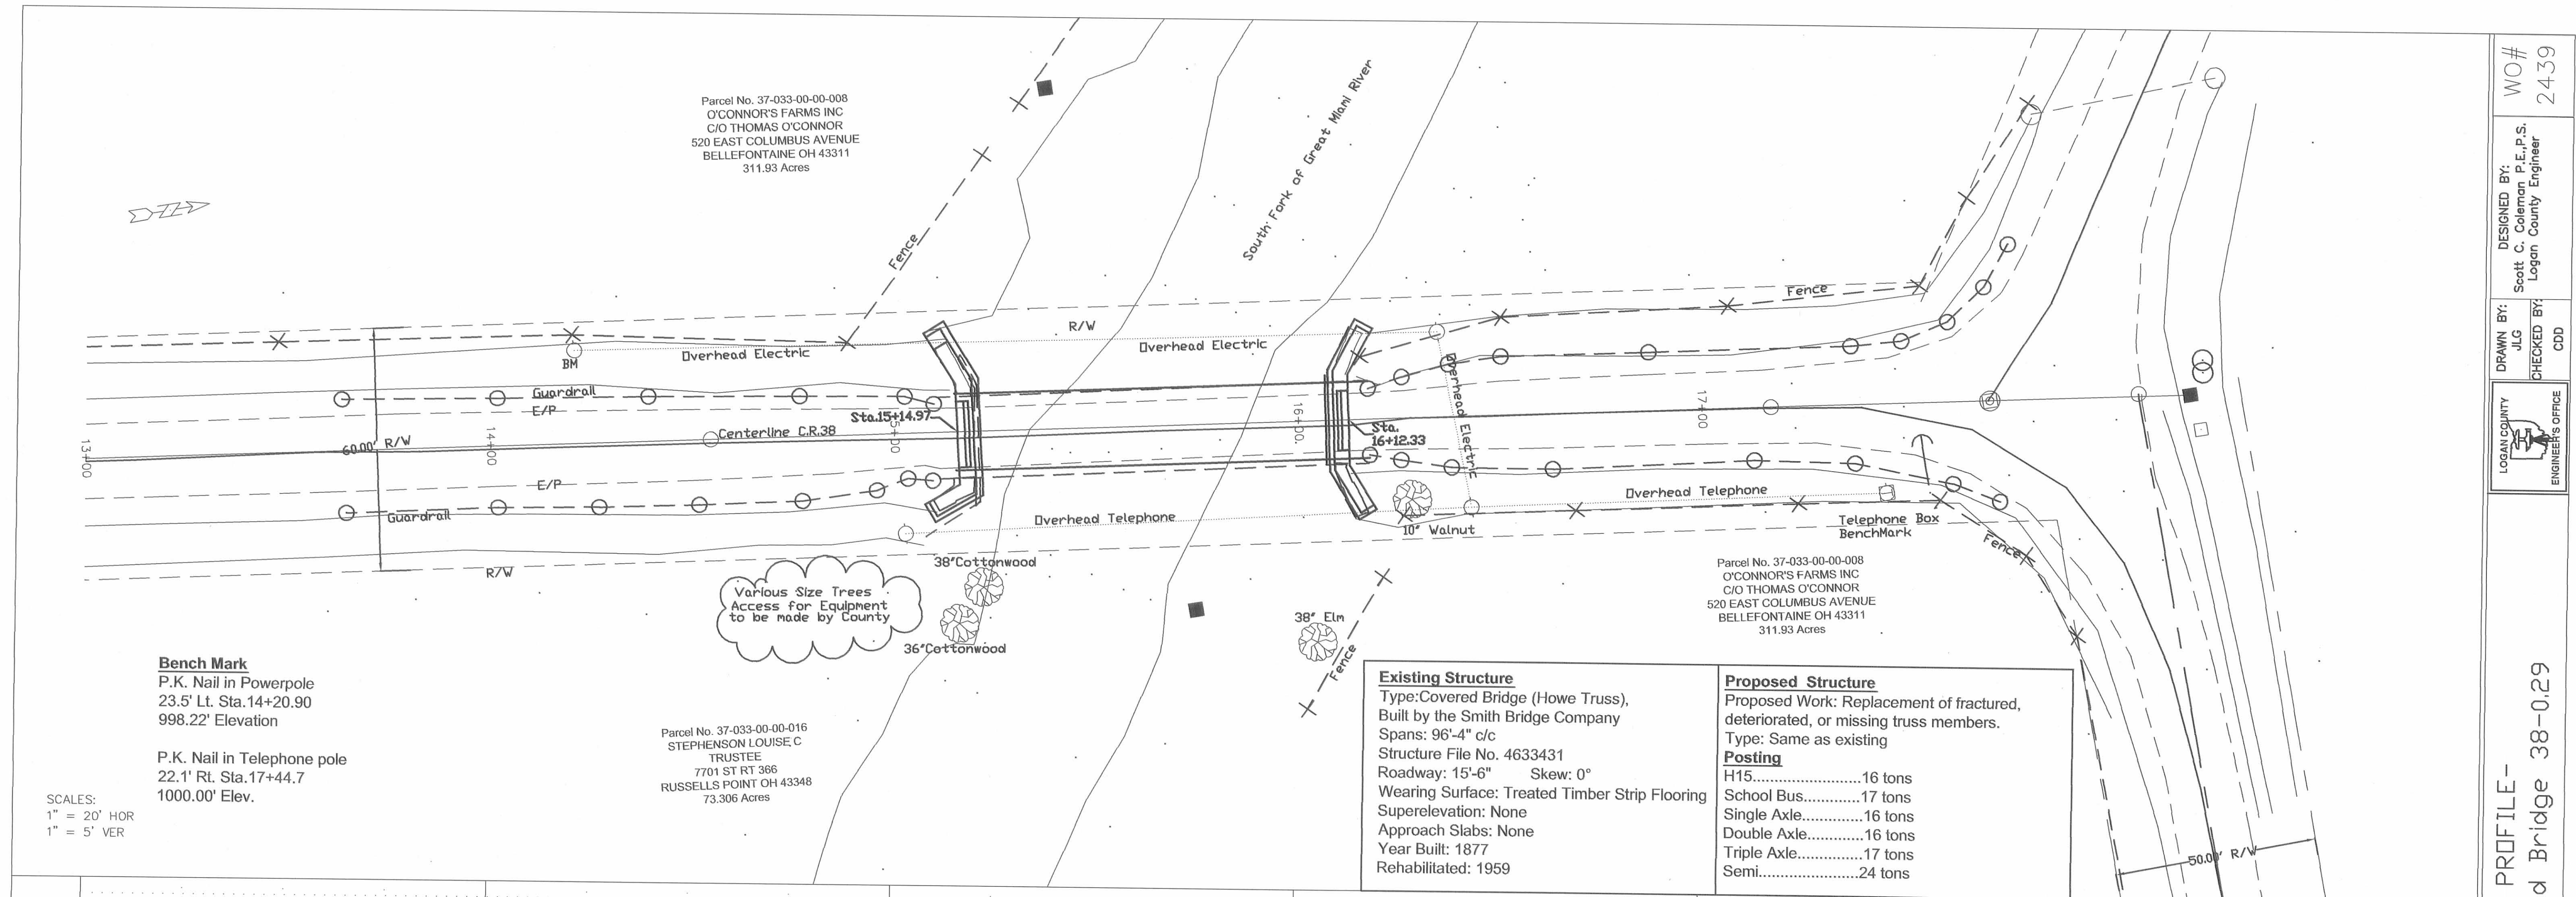 Parcel No. 37-033-00-00-008
O'CONNOR'S FARMS INC
C/O THOMAS O'CONNOR
520 EAST COLUMBUS AVENUE
BELLEFONTAINE OH 43311
311.93 Acres
Fence
South Fork of Great Miami River
R/W
Overhead Electric
Overhead Electric
Fence
BM
Guardrail
E/P
Sta.15+14.97
Centerline C.R.38
60.00' R/W
13+00
14+00
5+00
16+00
17+00
Sta.
16+12.33
Overhead Electric
E/P
Guardrail
Overhead Telephone
Overhead Telephone
10" Walnut
Telephone Box
BenchMark
Fence
R/W
38"Cottonwood
Various Size Trees
Access for Equipment
to be made by County
36"Cottonwood
38" Elm
Fence
Parcel No. 37-033-00-00-008
O'CONNOR'S FARMS INC
C/O THOMAS O'CONNOR
520 EAST COLUMBUS AVENUE
BELLEFONTAINE OH 43311
311.93 Acres
Bench Mark
P.K. Nail in Powerpole
23.5' Lt. Sta.14+20.90
998.22' Elevation
P.K. Nail in Telephone pole
22.1' Rt. Sta.17+44.7
1000.00' Elev.
SCALES:
1" = 20' HOR
1" = 5' VER
Parcel No. 37-033-00-00-016
STEPHENSON LOUISE C
TRUSTEE
7701 ST RT 366
RUSSELLS POINT OH 43348
73.306 Acres
Existing Structure
Type:Covered Bridge (Howe Truss),
Built by the Smith Bridge Company
Spans: 96'-4" c/c
Structure File No. 4633431
Roadway: 15'-6" Skew: 0°
Wearing Surface: Treated Timber Strip Flooring
Superelevation: None
Approach Slabs: None
Year Built: 1877
Rehabilitated: 1959
Proposed Structure
Proposed Work: Replacement of fractured,
deteriorated, or missing truss members.
Type: Same as existing
Posting
H15........................16 tons
School Bus.............17 tons
Single Axle..............16 tons
Double Axle.............16 tons
Triple Axle...............17 tons
Semi.......................24 tons
50.00' R/W
WO#
2439
DESIGNED BY:
Scott C. Coleman P.E.,P.S.
Logan County Engineer
DRAWN BY:
JLG
CHECKED BY:
CDD
LOGAN COUNTY
ENGINEER'S OFFICE
PROFILE-
d Bridge 38-0.29